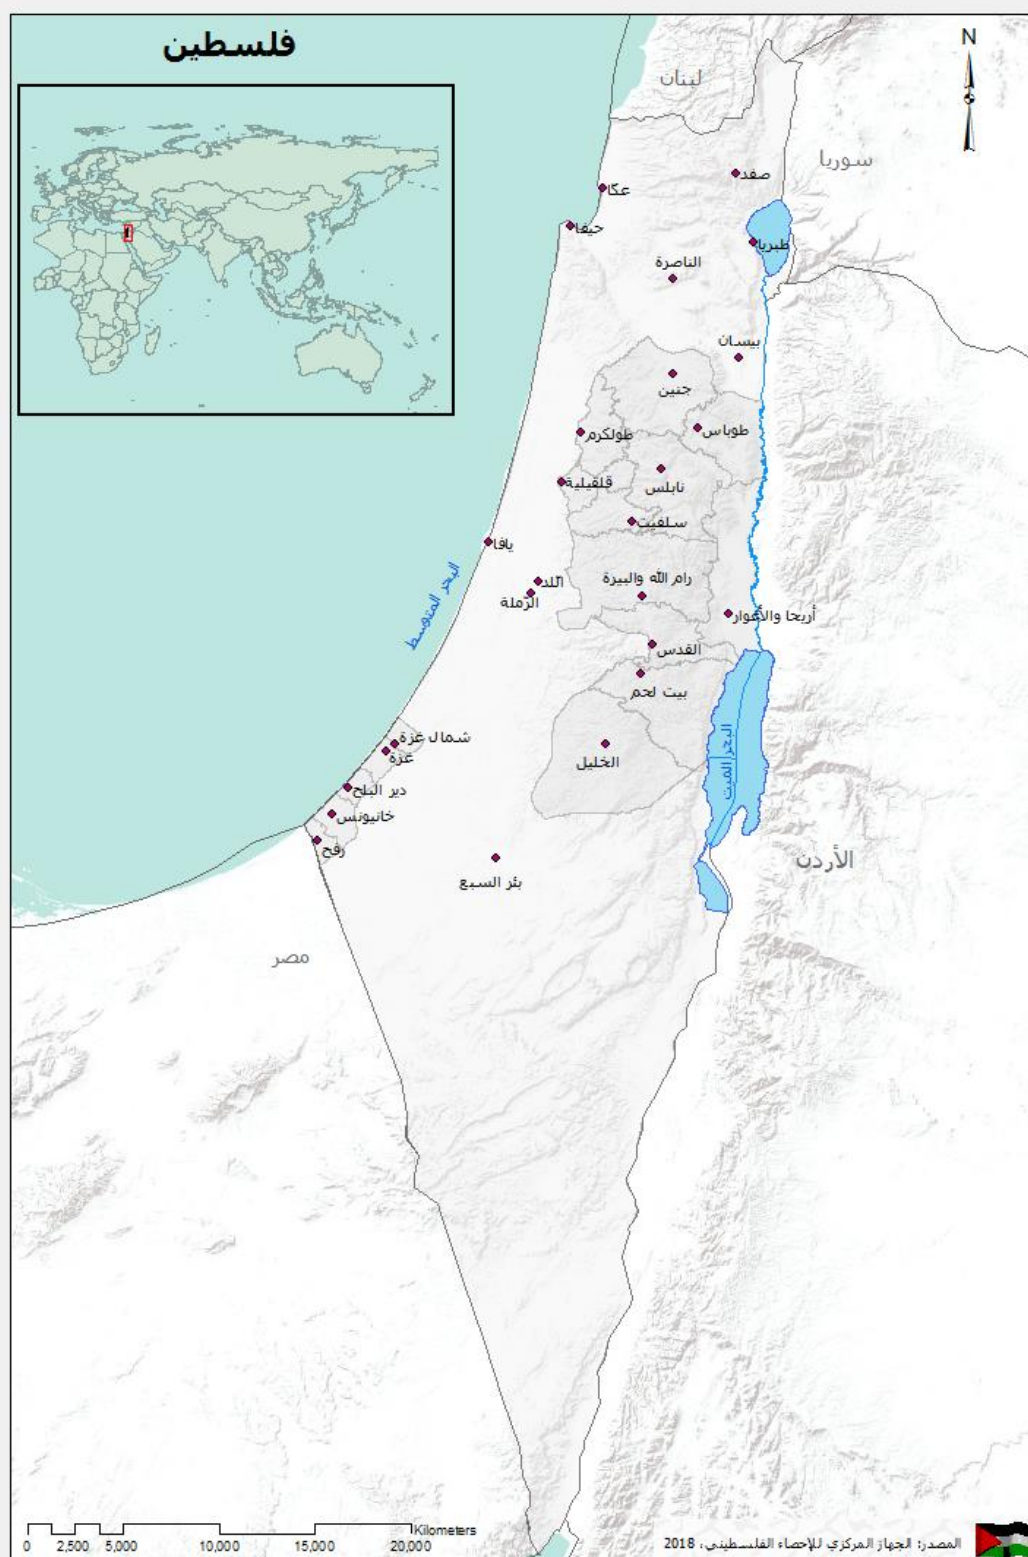 فلسطين
N
لبنان
سوريا
صفد
عكا
حيفا
طبريا
الناصرة
بيسان
جنين
طوباس
طولكرم
نابلس
قلقيلية
سلفيت
يافا
اللد
رام الله والبيرة
الرملة
أريحا والأغوار
البحر المتوسط
القدس
بيت لحم
شمال غزة
غزة
الخليل
البحر الميت
دير البلح
خانيونس
رفح
الأردن
بئر السبع
مصر
Kilometers
0 2,500 5,000 10,000 15,000 20,000
المصدر: الجهاز المركزي للإحصاء الفلسطيني، 2018